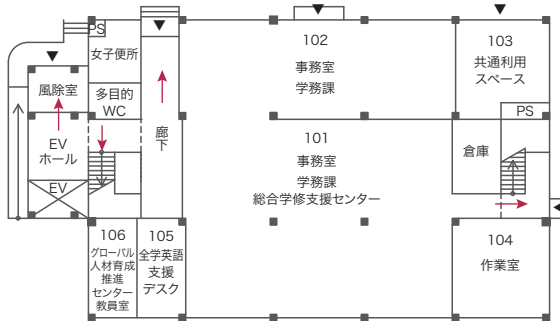 PS
女子便所
102
事務室
学務課
103
共通利用
スペース
風除室
多目的
WC
廊下
PS
EV
ホール
101
事務室
学務課
総合学修支援センター
倉庫
EV
106
グローバル
人材育成
推進
センター
教員室
105
全学英語
支援
デスク
104
作業室